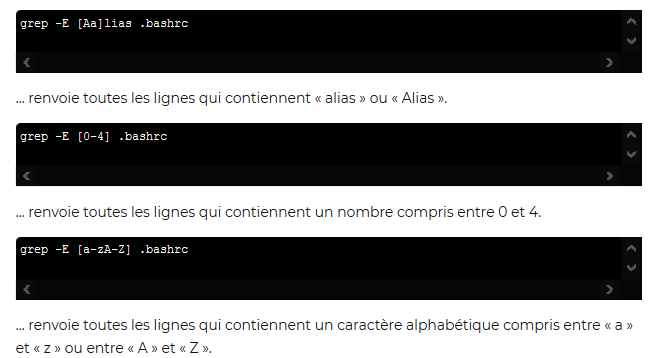 grep -E [Aa]lias .bashrc
... renvoie toutes les lignes qui contiennent « alias » ou « Alias ».
grep -E [0-4] .bashrc
... renvoie toutes les lignes qui contiennent un nombre compris entre 0 et 4.
grep -E [a-zA-Z] .bashrc
... renvoie toutes les lignes qui contiennent un caractère alphabétique compris entre « a »
et « z » ou entre « A » et « Z ».